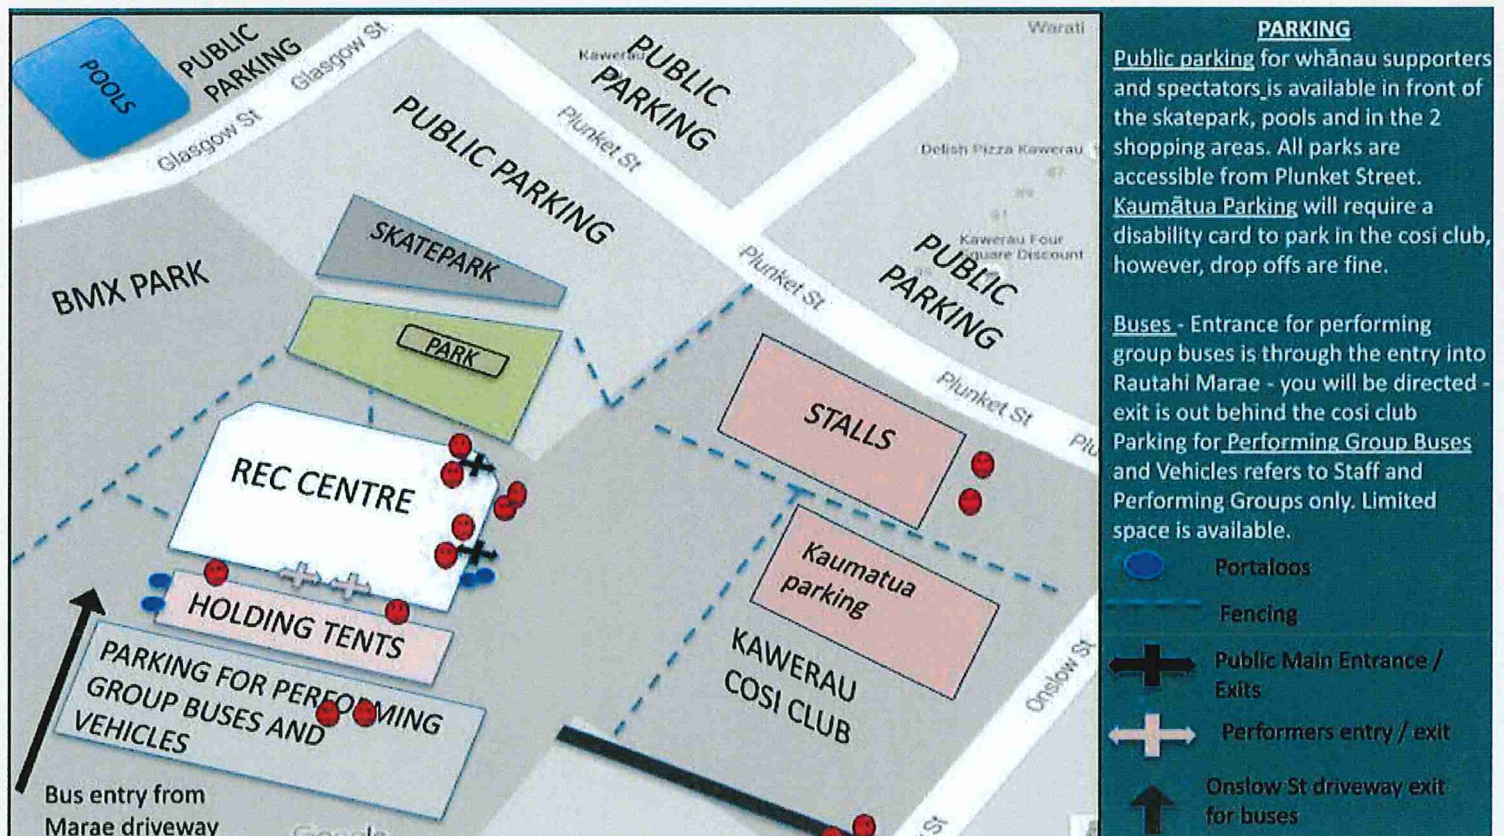 POOLS
PUBLIC
PARKING
Glasgow St
Glasgow St
PUBLIC PARKING
Kawerau
PUBLIC
PARKING
Warati
Plunket St
Delish Pizza Kawerau
BMX PARK
SKATEPARK
PARK
Plunket St
Kawerau Four
Square Discount
PUBLIC
PARKING
Plunket St
REC CENTRE
STALLS
Kaumatua
parking
HOLDING TENTS
KAWERAU
COSI CLUB
Onslow St
PARKING FOR PERFORMING
GROUP BUSES AND
VEHICLES
Bus entry from
Marae driveway
Google
St
PARKING
Public parking for whānau supporters
and spectators is available in front of
the skatepark, pools and in the 2
shopping areas. All parks are
accessible from Plunket Street.
Kaumātua Parking will require a
disability card to park in the cosi club,
however, drop offs are fine.
Buses - Entrance for performing
group buses is through the entry into
Rautahi Marae - you will be directed -
exit is out behind the cosi club
Parking for Performing Group Buses
and Vehicles refers to Staff and
Performing Groups only. Limited
space is available.
Portaloos
Fencing
Public Main Entrance /
Exits
Performers entry / exit
Onslow St driveway exit
for buses